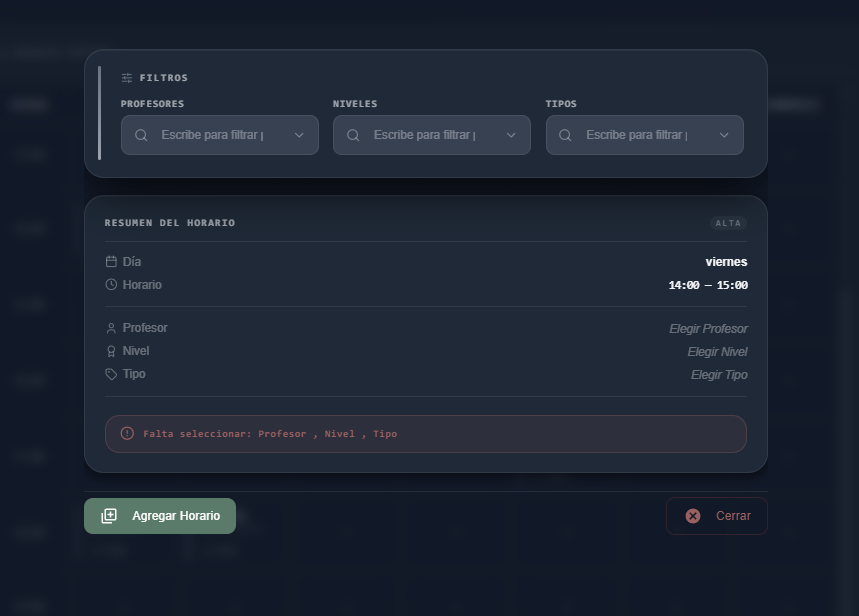 FILTROS
PROFESORES NIVELES TIPOS
Escribe para filtrar Escribe para filtrar Escribe para filtrar
RESUMEN DEL HORARIO ALTA
Día viernes
Horario 14:00 — 15:00
Profesor Elegir Profesor
Nivel Elegir Nivel
Tipo Elegir Tipo
Falta seleccionar: Profesor , Nivel , Tipo
Agregar Horario Cerrar